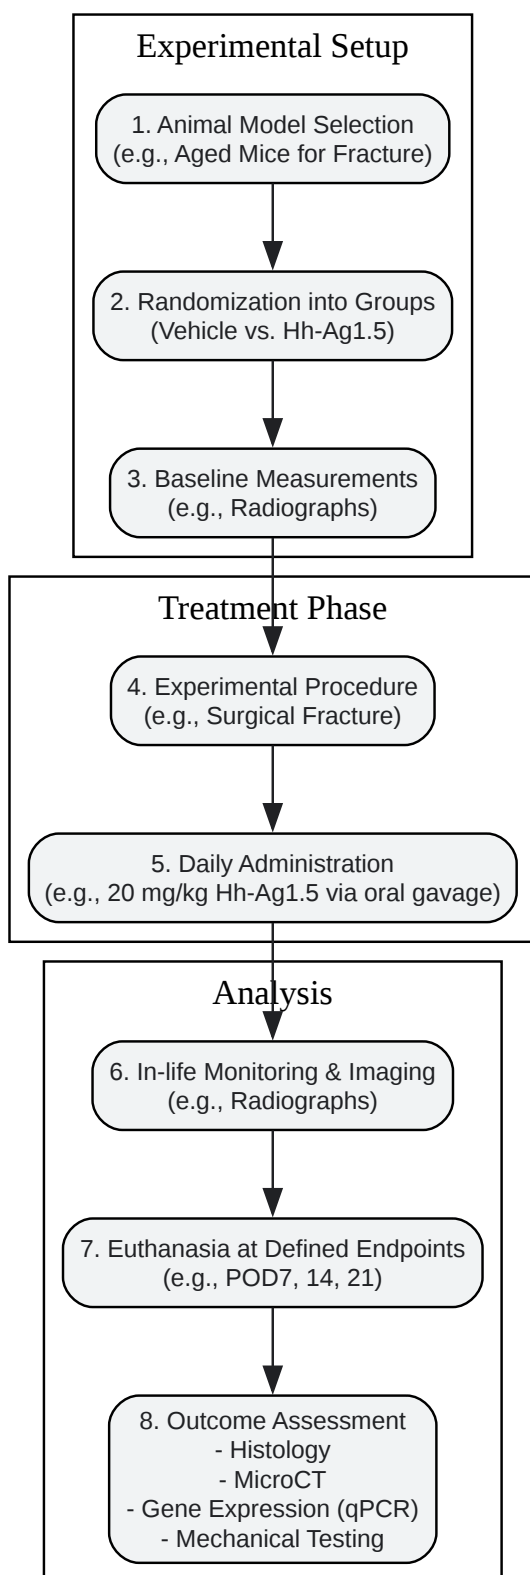 Experimental Setup
1. Animal Model Selection
(e.g., Aged Mice for Fracture)
2. Randomization into Groups
(Vehicle vs. Hh-Ag1.5)
3. Baseline Measurements
(e.g., Radiographs)
Treatment Phase
4. Experimental Procedure
(e.g., Surgical Fracture)
5. Daily Administration
(e.g., 20 mg/kg Hh-Ag1.5 via oral gavage)
Analysis
6. In-life Monitoring & Imaging
(e.g., Radiographs)
7. Euthanasia at Defined Endpoints
(e.g., POD7, 14, 21)
8. Outcome Assessment
- Histology
- MicroCT
- Gene Expression (qPCR)
- Mechanical Testing